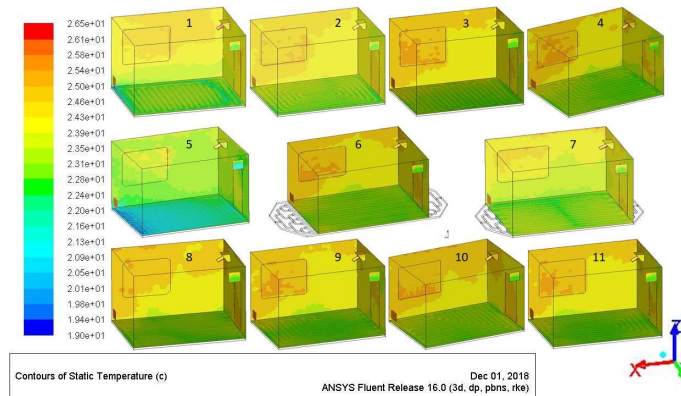 2.65e+01
2.61e+01
2.58e+01
2.54e+01
2.50e+01
2.46e+01
2.43e+01
2.39e+01
2.35e+01
2.31e+01
2.28e+01
2.24e+01
2.20e+01
2.16e+01
2.13e+01
2.09e+01
2.05e+01
2.01e+01
1.98e+01
1.94e+01
1.90e+01
1 2 3 4
5 6 7
8 9 10 11
Z
X
Contours of Static Temperature (c)
Dec 01, 2018
ANSYS Fluent Release 16.0 (3d, dp, pbns, rke)